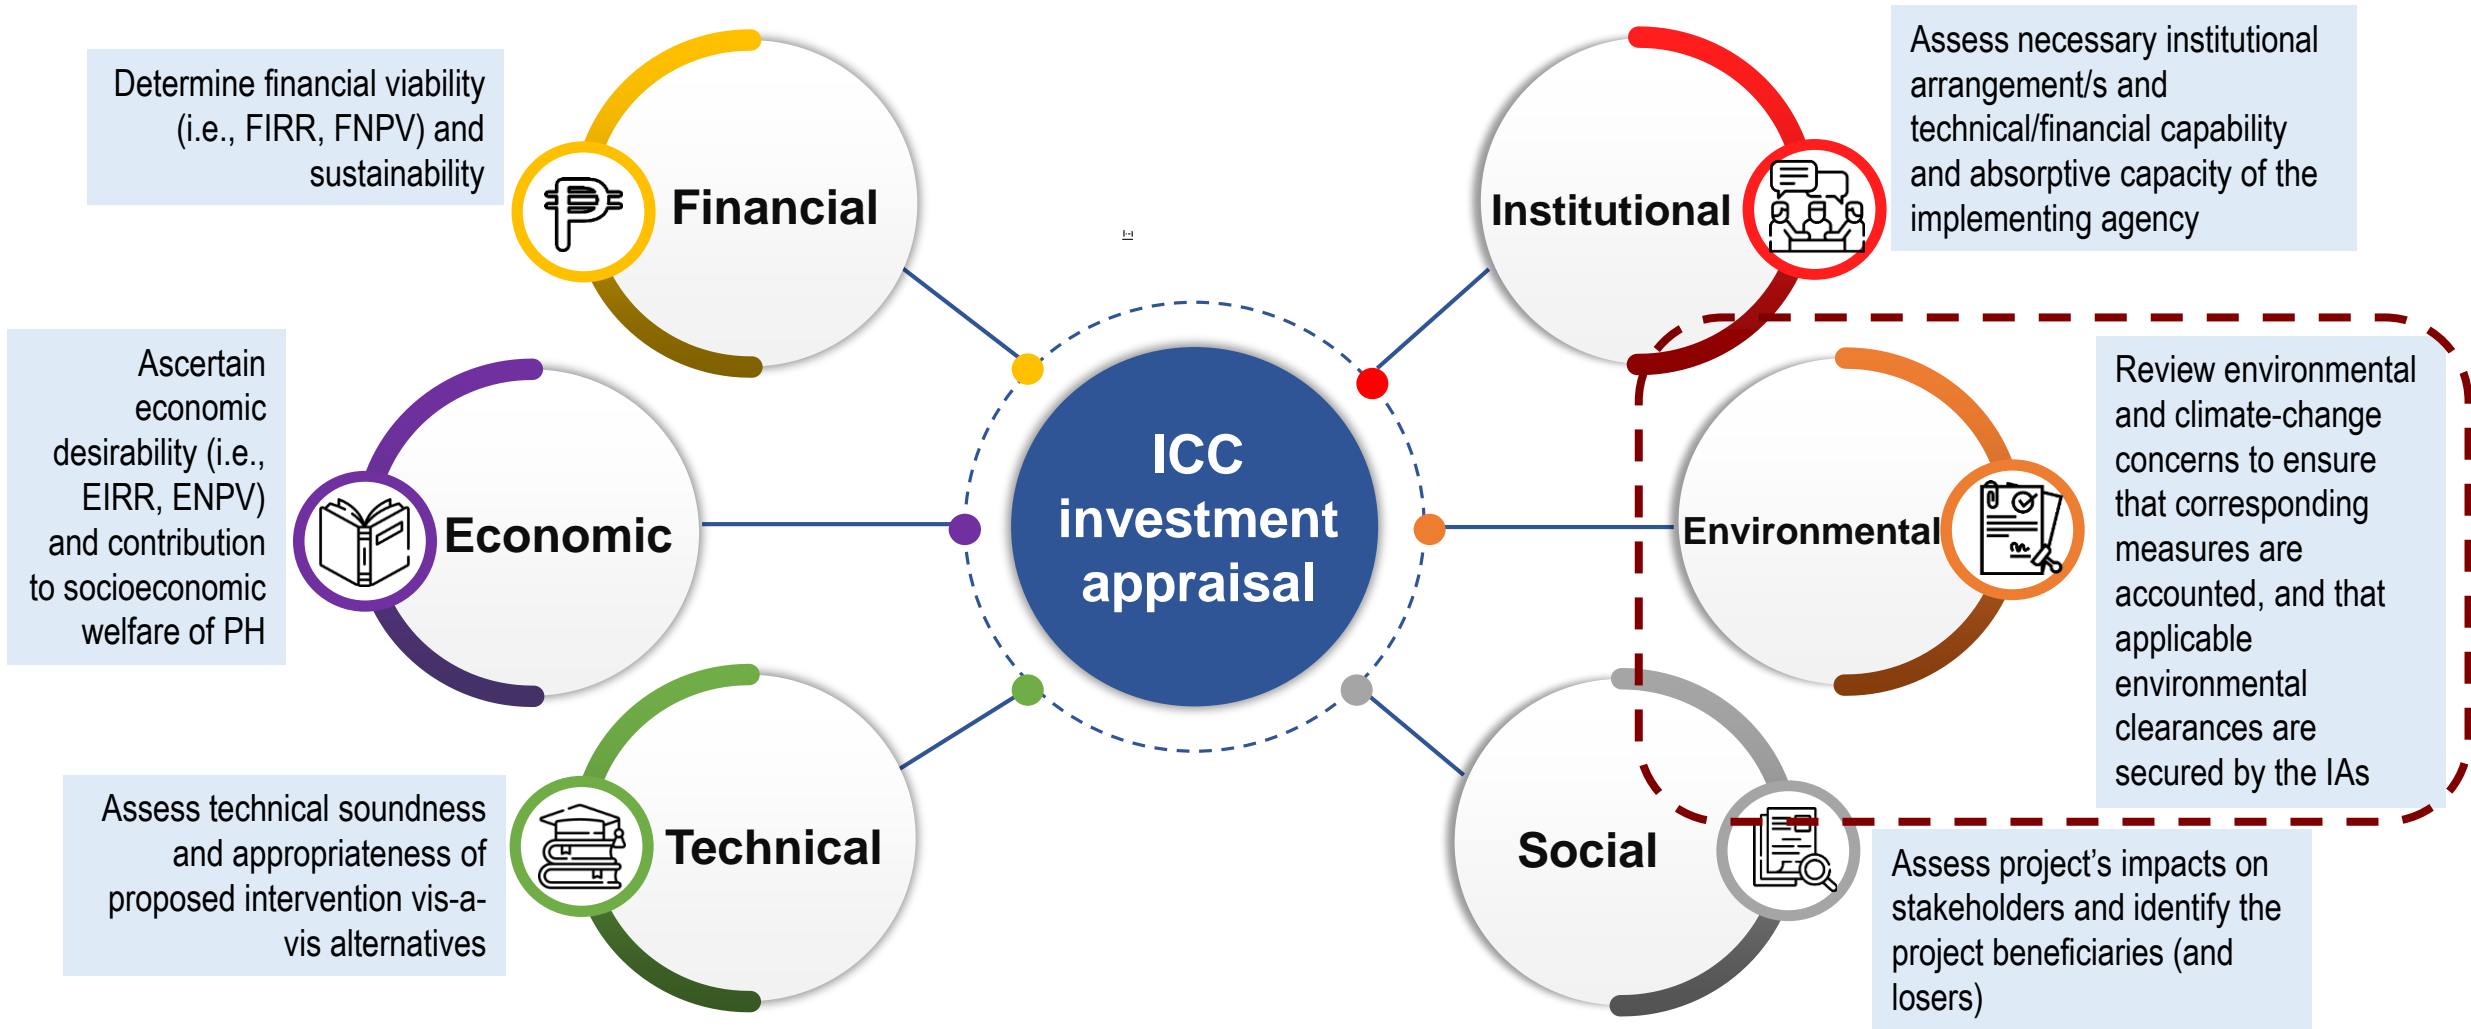 Determine financial viability
(i.e., FIRR, FNPV) and
sustainability
Financial
Ascertain
economic
desirability (i.e.,
EIRR, ENPV)
and contribution
to socioeconomic
welfare of PH
Economic
Assess technical soundness
and appropriateness of
proposed intervention vis-a-
vis alternatives
Technical
ICC
investment
appraisal
Institutional
Assess necessary institutional
arrangement/s and
technical/financial capability
and absorptive capacity of the
implementing agency
Environmental
Review environmental
and climate-change
concerns to ensure
that corresponding
measures are
accounted, and that
applicable
environmental
clearances are
secured by the IAs
Social
Assess project’s impacts on
stakeholders and identify the
project beneficiaries (and
losers)